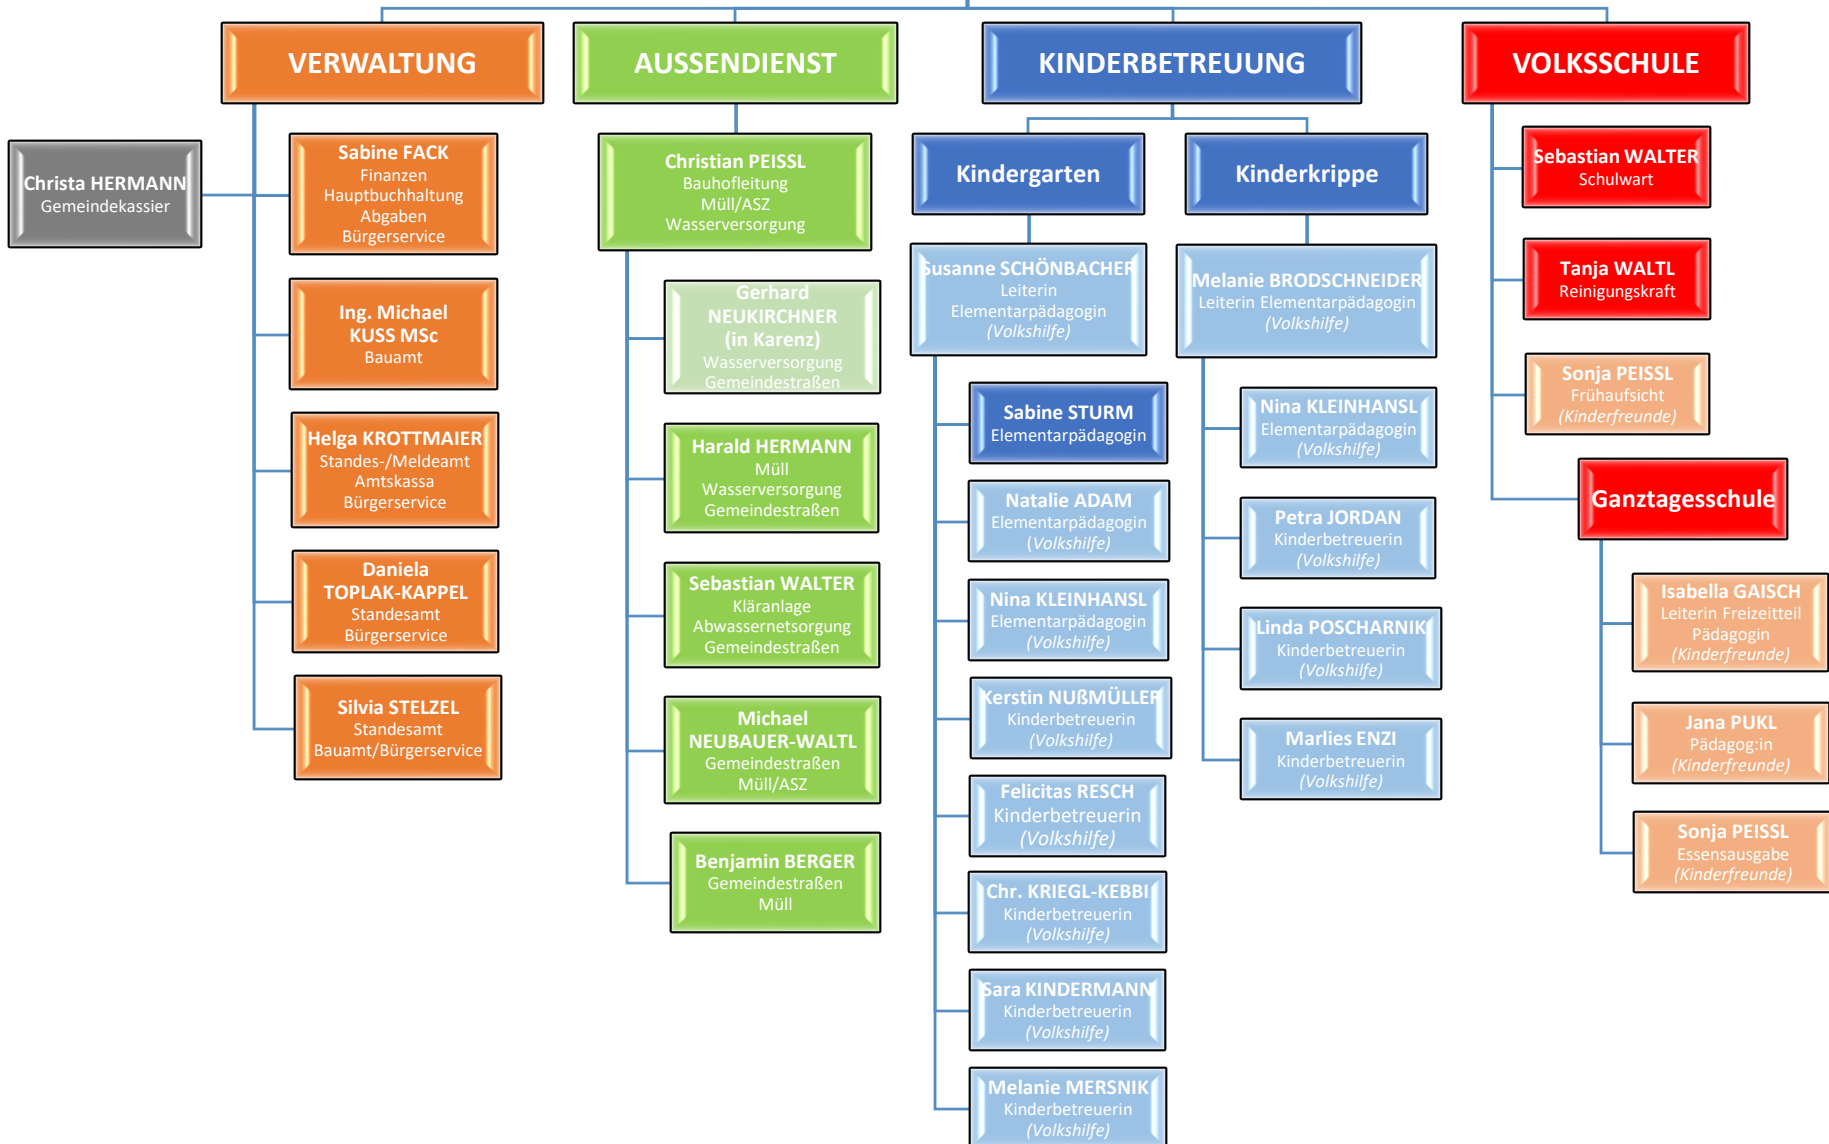 VERWALTUNG
Christa HERMANN
Gemeindekassier
Sabine FACK
Finanzen
Hauptbuchhaltung
Abgaben
Bürgerservice
Ing. Michael
KUSS MSc
Bauamt
Helga KROTTMAIER
Standes-/Meldeamt
Amtskassa
Bürgerservice
Daniela
TOPLAK-KAPPEL
Standesamt
Bürgerservice
Silvia STELZEL
Standesamt
Bauamt/Bürgerservice
AUSSENDIENST
Christian PEISSL
Bauhofleitung
Müll/ASZ
Wasserversorgung
Gerhard
NEUKIRCHNER
(in Karenz)
Wasserversorgung
Gemeindestraßen
Harald HERMANN
Müll
Wasserversorgung
Gemeindestraßen
Sebastian WALTER
Kläranlage
Abwassernetsorgung
Gemeindestraßen
Michael
NEUBAUER-WALTL
Gemeindestraßen
Müll/ASZ
Benjamin BERGER
Gemeindestraßen
Müll
KINDERBETREUUNG
Kindergarten
Susanne SCHÖNBACHER
Leiterin
Elementarpädagogin
(Volkshilfe)
Sabine STURM
Elementarpädagogin
Natalie ADAM
Elementarpädagogin
(Volkshilfe)
Nina KLEINHANSL
Elementarpädagogin
(Volkshilfe)
Kerstin NUßMÜLLER
Kinderbetreuerin
(Volkshilfe)
Felicitas RESCH
Kinderbetreuerin
(Volkshilfe)
Chr. KRIEGL-KEBBI
Kinderbetreuerin
(Volkshilfe)
Sara KINDERMANN
Kinderbetreuerin
(Volkshilfe)
Melanie MERSNIK
Kinderbetreuerin
(Volkshilfe)
Kinderkrippe
Melanie BRODSCHNEIDER
Leiterin Elementarpädagogin
(Volkshilfe)
Nina KLEINHANSL
Elementarpädagogin
(Volkshilfe)
Petra JORDAN
Kinderbetreuerin
(Volkshilfe)
Linda POSCHARNIK
Kinderbetreuerin
(Volkshilfe)
Marlies ENZI
Kinderbetreuerin
(Volkshilfe)
VOLKSSCHULE
Sebastian WALTER
Schulwart
Tanja WALTL
Reinigungskraft
Sonja PEISSL
Frühaufsicht
(Kinderfreunde)
Ganztagesschule
Isabella GAISCH
Leiterin Freizeitteil
Pädagogin
(Kinderfreunde)
Jana PUKL
Pädagog:in
(Kinderfreunde)
Sonja PEISSL
Essensausgabe
(Kinderfreunde)